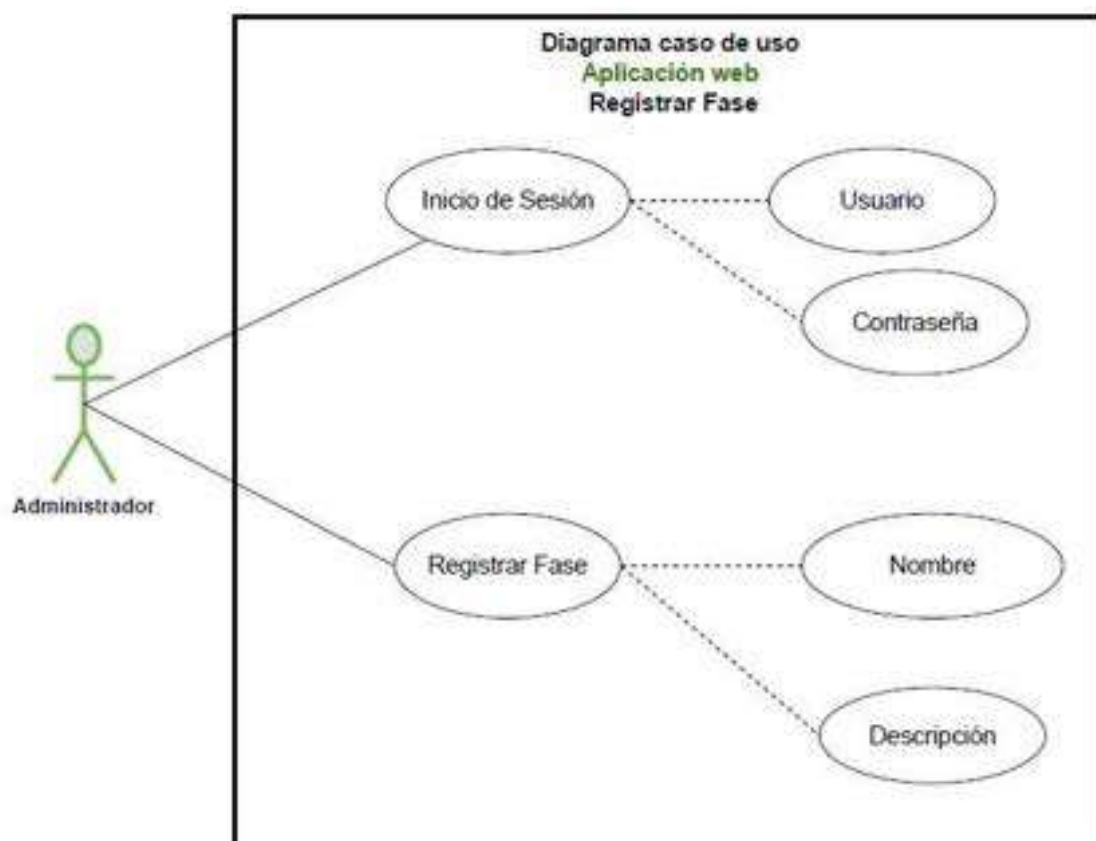 Diagrama caso de uso
Aplicación web
Registrar Fase
Inicio de Sesión
Usuario
Contraseña
Administrador
Registrar Fase
Nombre
Descripción